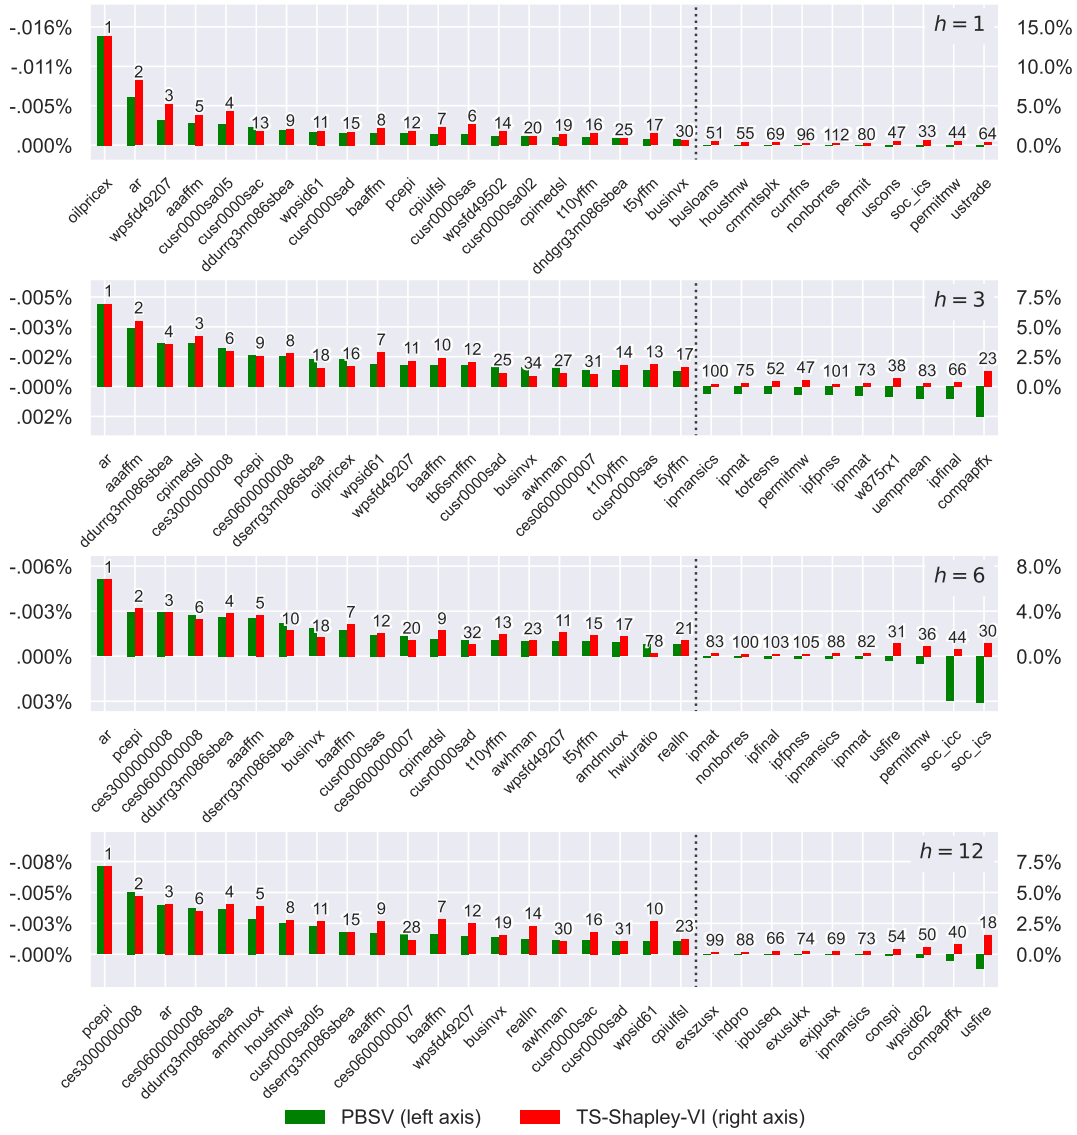 h = 1
-.016%
-.011%
-.005%
.000%
15.0%
10.0%
5.0%
0.0%
1 2 3 5 4 13 9 11 15 8 12 7 6 14 20 19 16 25 17 30 51 55 69 96 112 80 47 33 44 64
oilpricex
ar
wpsfd49207
aaaffm
cusr0000sa0l5
cusr0000sac
ddurrg3m086sbea
wpsid61
cusr0000sad
baaffm
pcepi
cpiulfsl
cusr0000sas
wpsfd49502
cusr0000sa0l2
cpimedsl
t10yffm
dndgrg3m086sbea
t5yffm
businvx
busloans
houstmw
cmrmtsplx
cumfns
nonborres
permit
uscons
soc_ics
permitmw
ustrade
h = 3
-.005%
-.003%
-.002%
-.000%
.002%
7.5%
5.0%
2.5%
0.0%
1 2 4 3 6 9 8 18 16 7 11 10 12 25 34 27 31 14 13 17 100 75 52 47 101 73 38 83 66 23
ar
aaaffm
ddurrg3m086sbea
cpimedsl
ces3000000008
pcepi
ces0600000008
dserrg3m086sbea
oilpricex
wpsid61
wpsfd49207
baaffm
tb6smffm
cusr0000sad
businvx
awhman
ces0600000007
t10yffm
cusr0000sas
t5yffm
ipmansics
ipmat
totresns
permitmw
ipfpnss
ipnmat
w875rx1
uempmean
ipfinal
compapffx
h = 6
-.006%
-.003%
.000%
.003%
8.0%
4.0%
0.0%
1 2 3 6 4 5 10 18 7 12 20 9 32 13 23 11 15 17 78 21 83 100 103 105 88 82 31 36 44 30
ar
pcepi
ces3000000008
ces0600000008
ddurrg3m086sbea
aaaffm
dserrg3m086sbea
businvx
baaffm
cusr0000sas
ces0600000007
cpimedsl
cusr0000sad
t10yffm
awhman
wpsfd49207
t5yffm
amdmuox
hwiuratio
realln
ipmat
nonborres
ipfinal
ipfpnss
ipmansics
ipnmat
usfire
permitmw
soc_icc
soc_ics
h = 12
-.008%
-.005%
-.003%
-.000%
7.5%
5.0%
2.5%
0.0%
1 2 3 6 4 5 8 11 15 9 28 7 12 19 14 30 16 31 10 23 99 88 66 74 69 73 54 50 40 18
pcepi
ces3000000008
ar
ces0600000008
ddurrg3m086sbea
amdmuox
houstmw
cusr0000sa0l5
dserrg3m086sbea
aaaffm
ces0600000007
baaffm
wpsfd49207
businvx
realln
awhman
cusr0000sac
cusr0000sad
wpsid61
cpiulfsl
exszusx
indpro
ipbuseq
exusukx
exjpusx
ipmansics
conspi
wpsid62
compapffx
usfire
PBSV (left axis)
TS-Shapley-VI (right axis)